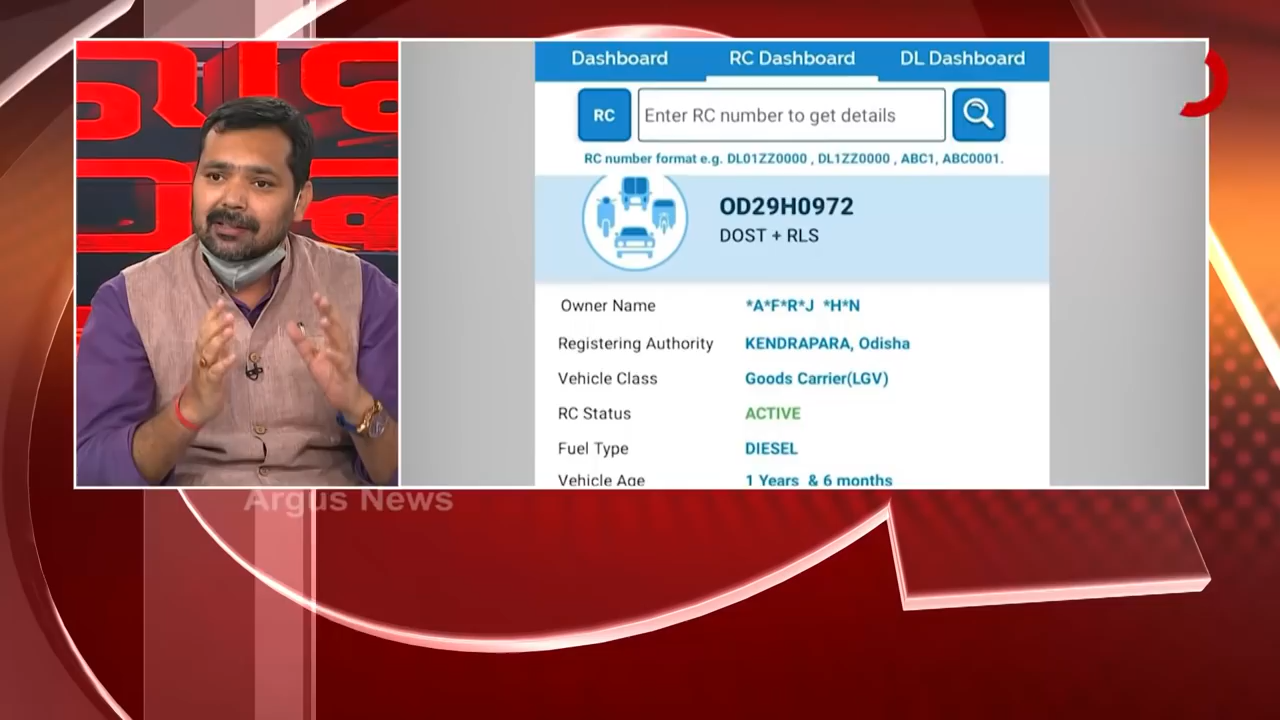 Dashboard
RC Dashboard
DL Dashboard
RC
Enter RC number to get details
RC number format e.g. DL01ZZ0000 , DL1ZZ0000 , ABC1, ABC0001.
OD29H0972
DOST + RLS
Owner Name *A*F*R*J *H*N
Registering Authority KENDRAPARA, Odisha
Vehicle Class Goods Carrier(LGV)
RC Status ACTIVE
Fuel Type DIESEL
Vehicle Age 1 Years & 6 months
Argus News